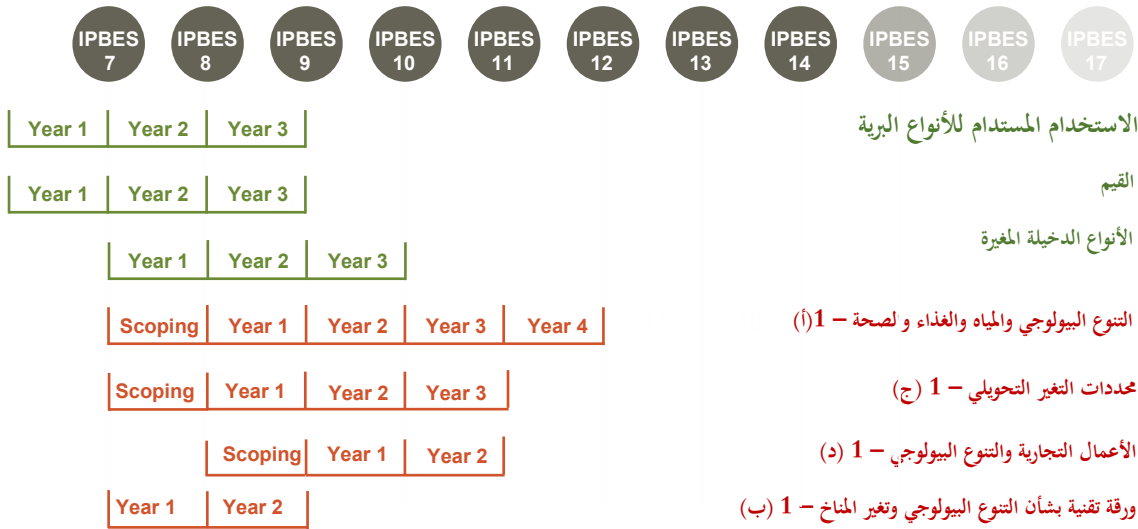 IPBES 7 IPBES 8 IPBES 9 IPBES 10 IPBES 11 IPBES 12 IPBES 13 IPBES 14 IPBES 15 IPBES 16 IPBES 17
الاستخدام المستدام للأنواع البرية
Year 1 Year 2 Year 3
القيم
Year 1 Year 2 Year 3
الأنواع الدخيلة المغيرة
Year 1 Year 2 Year 3
التنوع البيولوجي والمياه والغذاء والصحة – 1(أ)
Scoping Year 1 Year 2 Year 3 Year 4
محددات التغير التحويلي – 1 (ج)
Scoping Year 1 Year 2 Year 3
الأعمال التجارية والتنوع البيولوجي – 1 (د)
Scoping Year 1 Year 2
ورقة تقنية بشأن التنوع البيولوجي وتغير المناخ – 1 (ب)
Year 1 Year 2